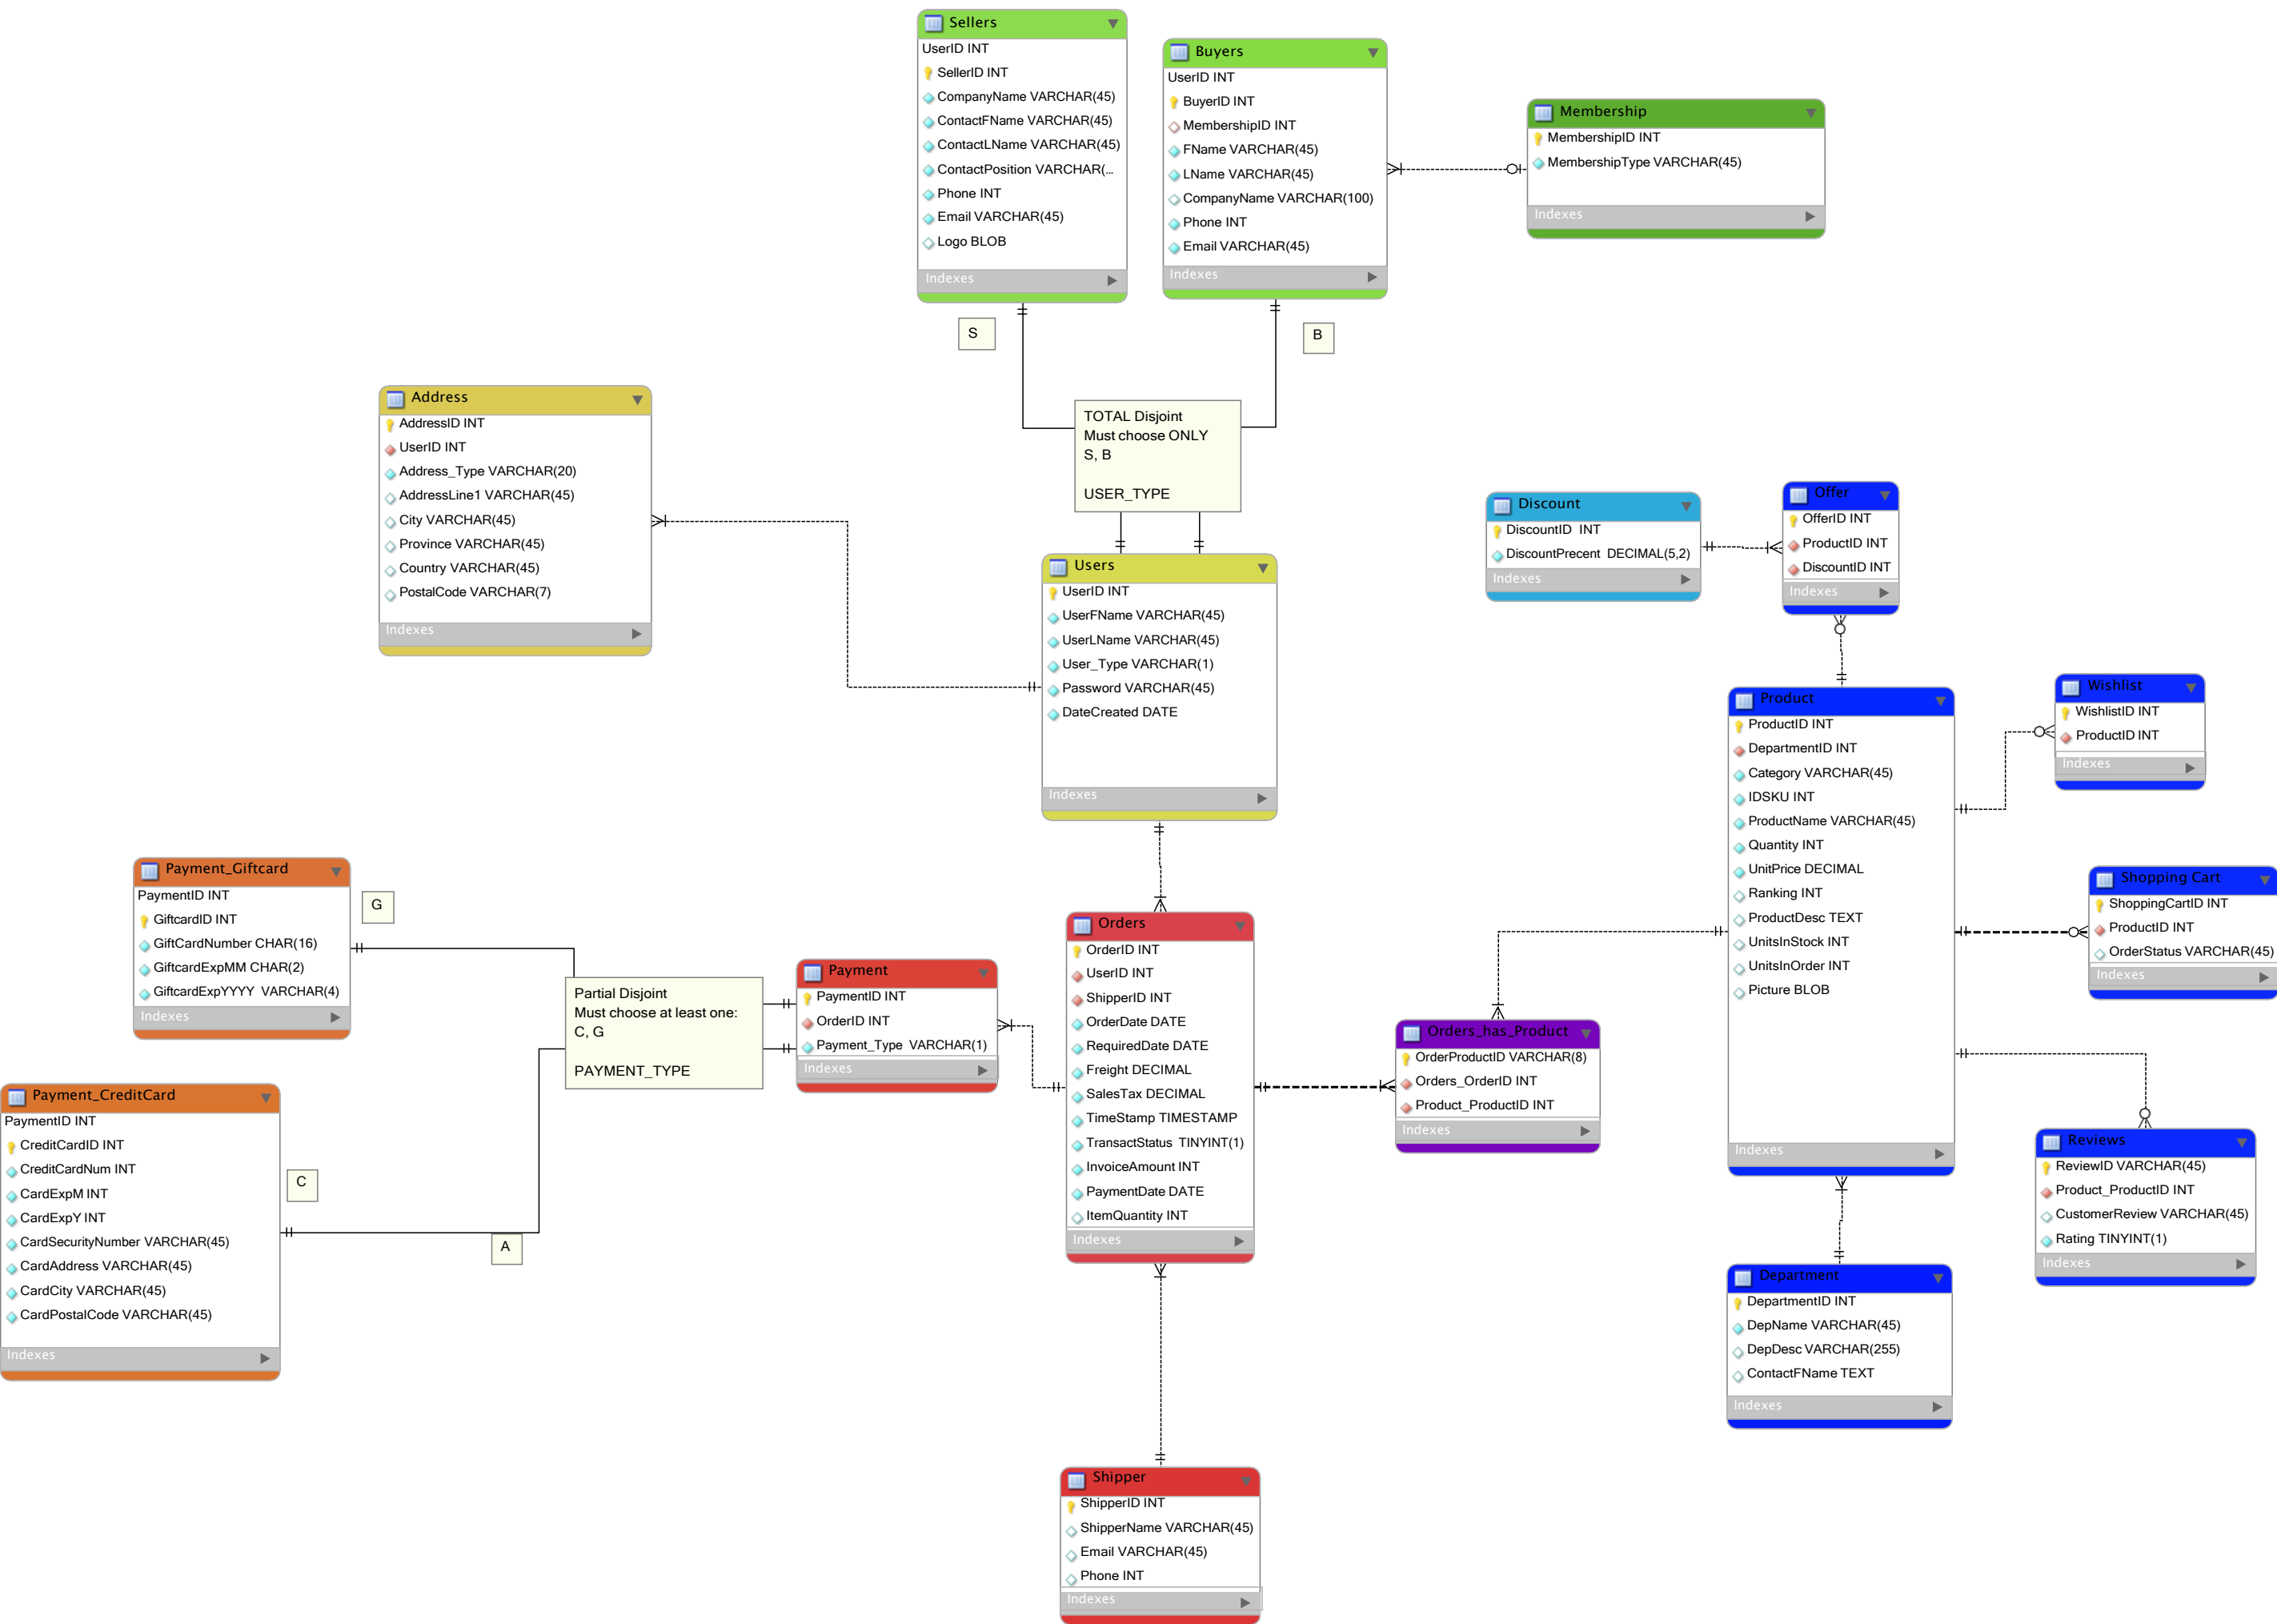 Sellers
UserID INT
SellerID INT
CompanyName VARCHAR(45)
ContactFName VARCHAR(45)
ContactLName VARCHAR(45)
ContactPosition VARCHAR(...
Phone INT
Email VARCHAR(45)
Logo BLOB
Indexes
Buyers
UserID INT
BuyerID INT
MembershipID INT
FName VARCHAR(45)
LName VARCHAR(45)
CompanyName VARCHAR(100)
Phone INT
Email VARCHAR(45)
Indexes
Membership
MembershipID INT
MembershipType VARCHAR(45)
Indexes
S
B
TOTAL Disjoint
Must choose ONLY
S, B
USER_TYPE
Address
AddressID INT
UserID INT
Address_Type VARCHAR(20)
AddressLine1 VARCHAR(45)
City VARCHAR(45)
Province VARCHAR(45)
Country VARCHAR(45)
PostalCode VARCHAR(7)
Indexes
Users
UserID INT
UserFName VARCHAR(45)
UserLName VARCHAR(45)
User_Type VARCHAR(1)
Password VARCHAR(45)
DateCreated DATE
Indexes
Discount
DiscountID INT
DiscountPrecent DECIMAL(5,2)
Indexes
Offer
OfferID INT
ProductID INT
DiscountID INT
Indexes
Product
ProductID INT
DepartmentID INT
Category VARCHAR(45)
IDSKU INT
ProductName VARCHAR(45)
Quantity INT
UnitPrice DECIMAL
Ranking INT
ProductDesc TEXT
UnitsInStock INT
UnitsInOrder INT
Picture BLOB
Indexes
Wishlist
WishlistID INT
ProductID INT
Indexes
Shopping Cart
ShoppingCartID INT
ProductID INT
OrderStatus VARCHAR(45)
Indexes
Payment_Giftcard
PaymentID INT
GiftcardID INT
GiftCardNumber CHAR(16)
GiftcardExpMM CHAR(2)
GiftcardExpYYYY VARCHAR(4)
Indexes
G
Partial Disjoint
Must choose at least one:
C, G
PAYMENT_TYPE
Payment
PaymentID INT
OrderID INT
Payment_Type VARCHAR(1)
Indexes
Orders
OrderID INT
UserID INT
ShipperID INT
OrderDate DATE
RequiredDate DATE
Freight DECIMAL
SalesTax DECIMAL
TimeStamp TIMESTAMP
TransactStatus TINYINT(1)
InvoiceAmount INT
PaymentDate DATE
ItemQuantity INT
Indexes
Orders_has_Product
OrderProductID VARCHAR(8)
Orders_OrderID INT
Product_ProductID INT
Indexes
Payment_CreditCard
PaymentID INT
CreditCardID INT
CreditCardNum INT
CardExpM INT
CardExpY INT
CardSecurityNumber VARCHAR(45)
CardAddress VARCHAR(45)
CardCity VARCHAR(45)
CardPostalCode VARCHAR(45)
Indexes
C
A
Reviews
ReviewID VARCHAR(45)
Product_ProductID INT
CustomerReview VARCHAR(45)
Rating TINYINT(1)
Indexes
Department
DepartmentID INT
DepName VARCHAR(45)
DepDesc VARCHAR(255)
ContactFName TEXT
Indexes
Shipper
ShipperID INT
ShipperName VARCHAR(45)
Email VARCHAR(45)
Phone INT
Indexes